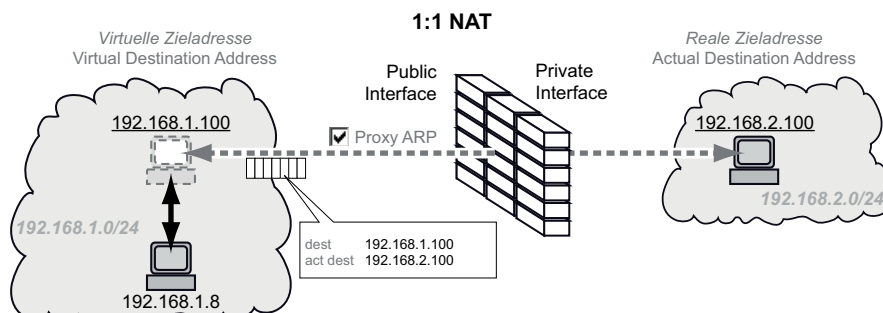 1:1 NAT
Virtuelle Zieladresse
Virtual Destination Address
Reale Zieladresse
Actual Destination Address
Public
Interface
Private
Interface
192.168.1.100
Proxy ARP
192.168.2.100
192.168.2.0/24
192.168.1.0/24
dest 192.168.1.100
act dest 192.168.2.100
192.168.1.8